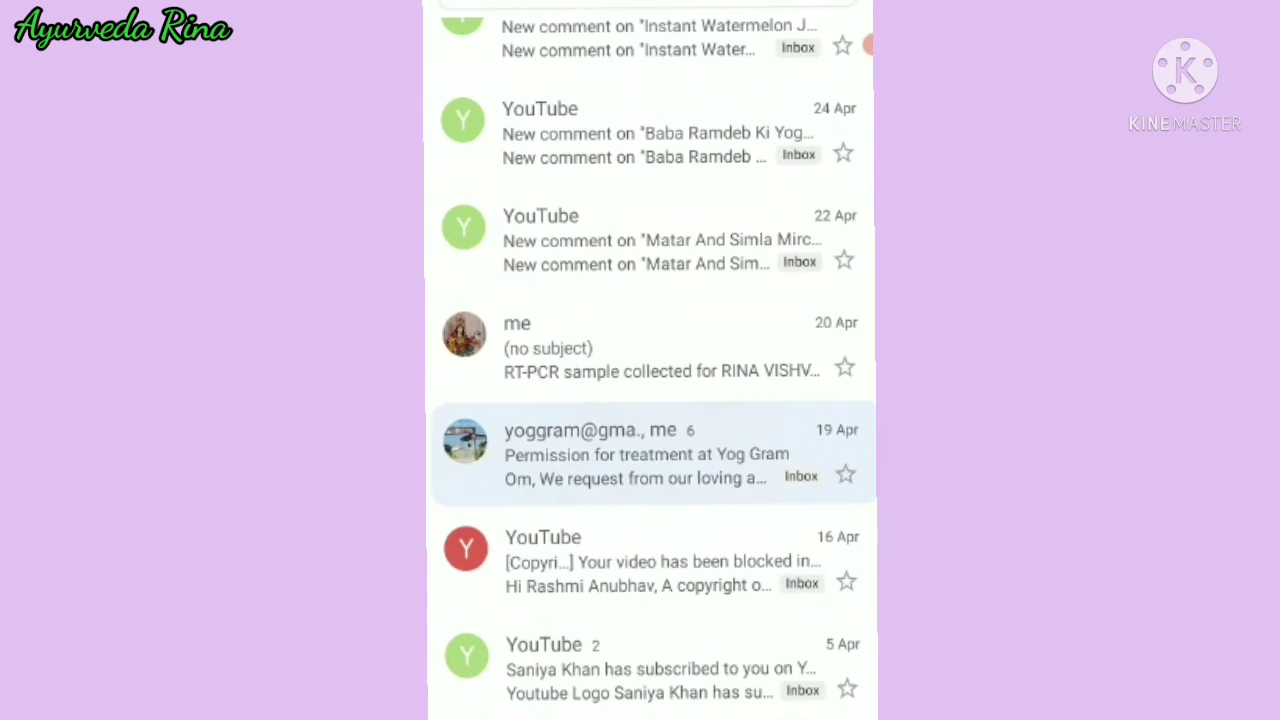 Ayurveda Rina
KINEMASTER
K
New comment on "Instant Watermelon J...
New comment on "Instant Water... Inbox
Y
YouTube 24 Apr
New comment on "Baba Ramdeb Ki Yog...
New comment on "Baba Ramdeb ... Inbox
Y
YouTube 22 Apr
New comment on "Matar And Simla Mirc...
New comment on "Matar And Sim... Inbox
me 20 Apr
(no subject)
RT-PCR sample collected for RINA VISHV...
yoggram@gma., me 6 19 Apr
Permission for treatment at Yog Gram
Om, We request from our loving a... Inbox
Y
YouTube 16 Apr
[Copyri...] Your video has been blocked in...
Hi Rashmi Anubhav, A copyright o... Inbox
Y
YouTube 2 5 Apr
Saniya Khan has subscribed to you on Y...
Youtube Logo Saniya Khan has su... Inbox